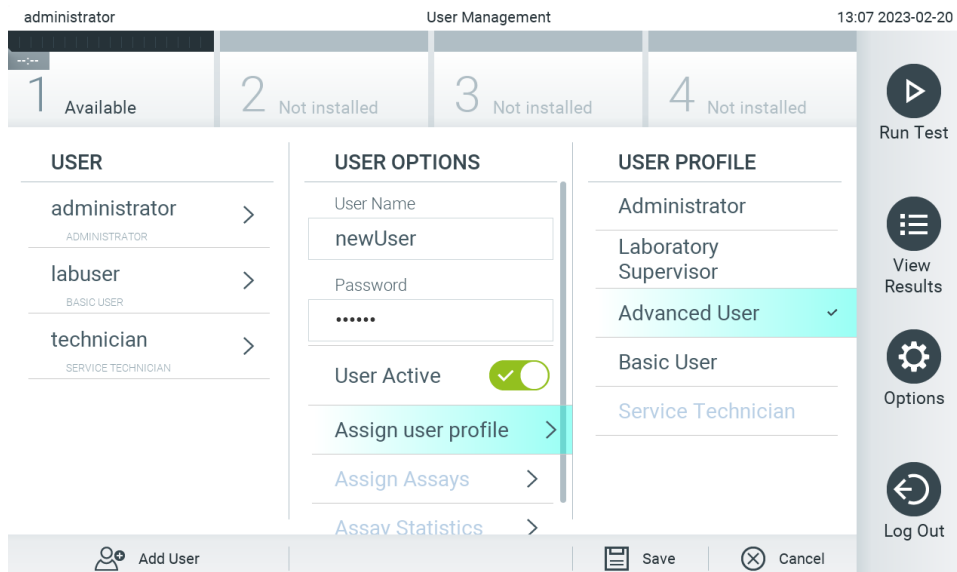 administrator
User Management
13:07 2023-02-20
--:--
1 Available
2 Not installed
3 Not installed
4 Not installed
USER
administrator
ADMINISTRATOR
labuser
BASIC USER
technician
SERVICE TECHNICIAN
USER OPTIONS
User Name
newUser
Password
••••••
User Active
Assign user profile
Assign Assays
Assay Statistics
USER PROFILE
Administrator
Laboratory
Supervisor
Advanced User
Basic User
Service Technician
Run Test
View
Results
Options
Log Out
Add User
Save
Cancel